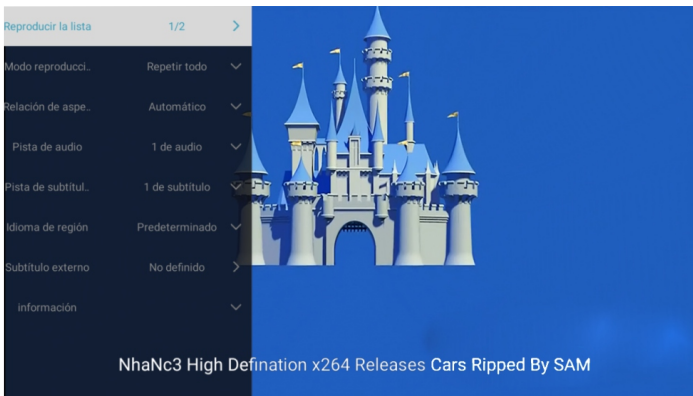 Reproducir la lista 1/2
Modo reproducci.. Repetir todo
Relación de aspe.. Automático
Pista de audio 1 de audio
Pista de subtítul.. 1 de subtítulo
Idioma de región Predeterminado
Subtítulo externo No definido
información
NhaNc3 High Defination x264 Releases Cars Ripped By SAM